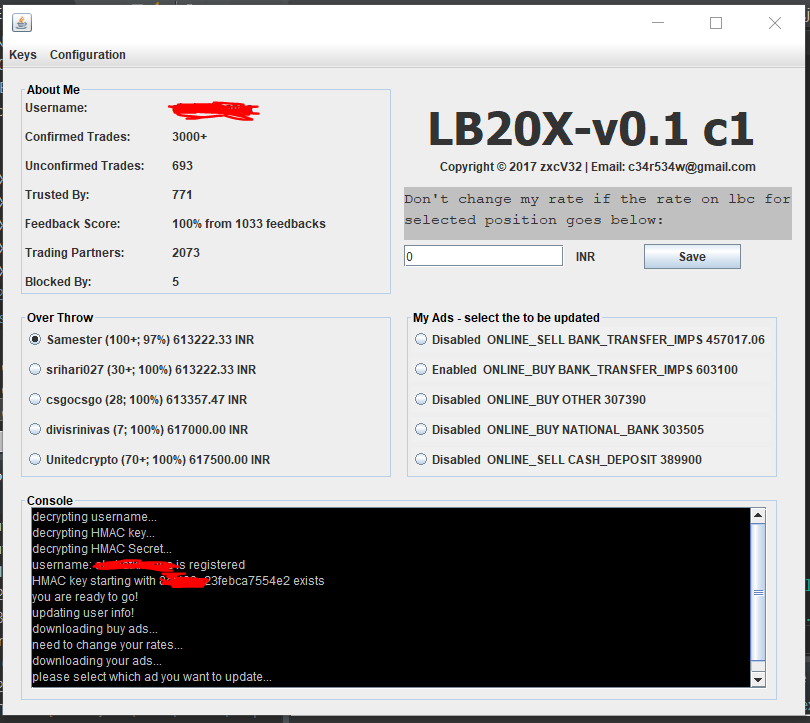 Keys Configuration
About Me
Username:
Confirmed Trades: 3000+
Unconfirmed Trades: 693
Trusted By: 771
Feedback Score: 100% from 1033 feedbacks
Trading Partners: 2073
Blocked By: 5
LB20X-v0.1 c1
Copyright © 2017 zxcV32 | Email: c34r534w@gmail.com
Don't change my rate if the rate on lbc for
selected position goes below:
0 INR Save
Over Throw
Samester (100+; 97%) 613222.33 INR
srihari027 (30+; 100%) 613222.33 INR
csgocsgo (28; 100%) 613357.47 INR
divisrinivas (7; 100%) 617000.00 INR
Unitedcrypto (70+; 100%) 617500.00 INR
My Ads - select the to be updated
Disabled ONLINE_SELL BANK_TRANSFER_IMPS 457017.06
Enabled ONLINE_BUY BANK_TRANSFER_IMPS 603100
Disabled ONLINE_BUY OTHER 307390
Disabled ONLINE_BUY NATIONAL_BANK 303505
Disabled ONLINE_SELL CASH_DEPOSIT 389900
Console
decrypting username...
decrypting HMAC key...
decrypting HMAC Secret...
username: is registered
HMAC key starting with 23febca7554e2 exists
you are ready to go!
updating user info!
downloading buy ads...
need to change your rates...
downloading your ads...
please select which ad you want to update...